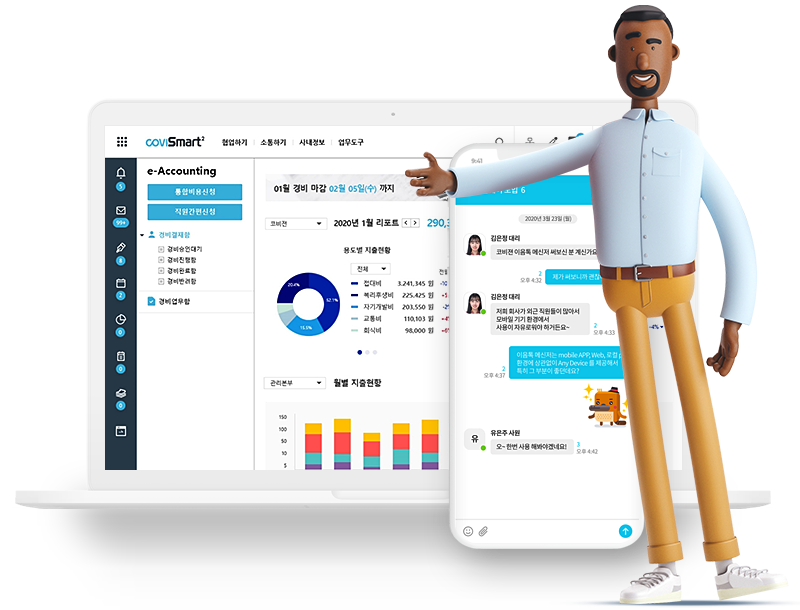 coviSmart²
협업하기
소통하기
사내정보
업무도구
e-Accounting
통합비용신청
직원간편신청
경비결재함
경비승인대기
경비진행함
경비완료함
경비반려함
경비업무함
5
99+
8
2
0
0
0
01월 경비 마감 02월 05일(수) 까지
코비젼
2020년 1월 리포트
290,3
용도별 지출현황
전체
20.4%
62.1%
15.6%
접대비 3,241,345 원 -10
복리후생비 225,425 원
자기개발비 203,550 원
교통비 110,103 원
회식비 98,000 원
-4%
관리본부
월별 지출현황
150
100
50
10
5
9:41
6
2020년 3월 23일 (월)
김은정 대리
코비젼 이음톡 메신저 써보신 분 계신가요
2
오후 4:32
제가 써보니까 괜찮
김은정 대리
저희 회사가 외근 직원들이 많아서
모바일 기기 환경에서
사용이 자유로워야 하거든요~
2
오후 4:33
이음톡 메신저는 mobile APP, Web, 로컬 p
환경에 상관없이 Any Device 를 제공해서
특히 그 부분이 좋던데요?
2
오후 4:37
유
유은주 사원
오~ 한번 사용 해봐야겠네요!
3
오후 4:42